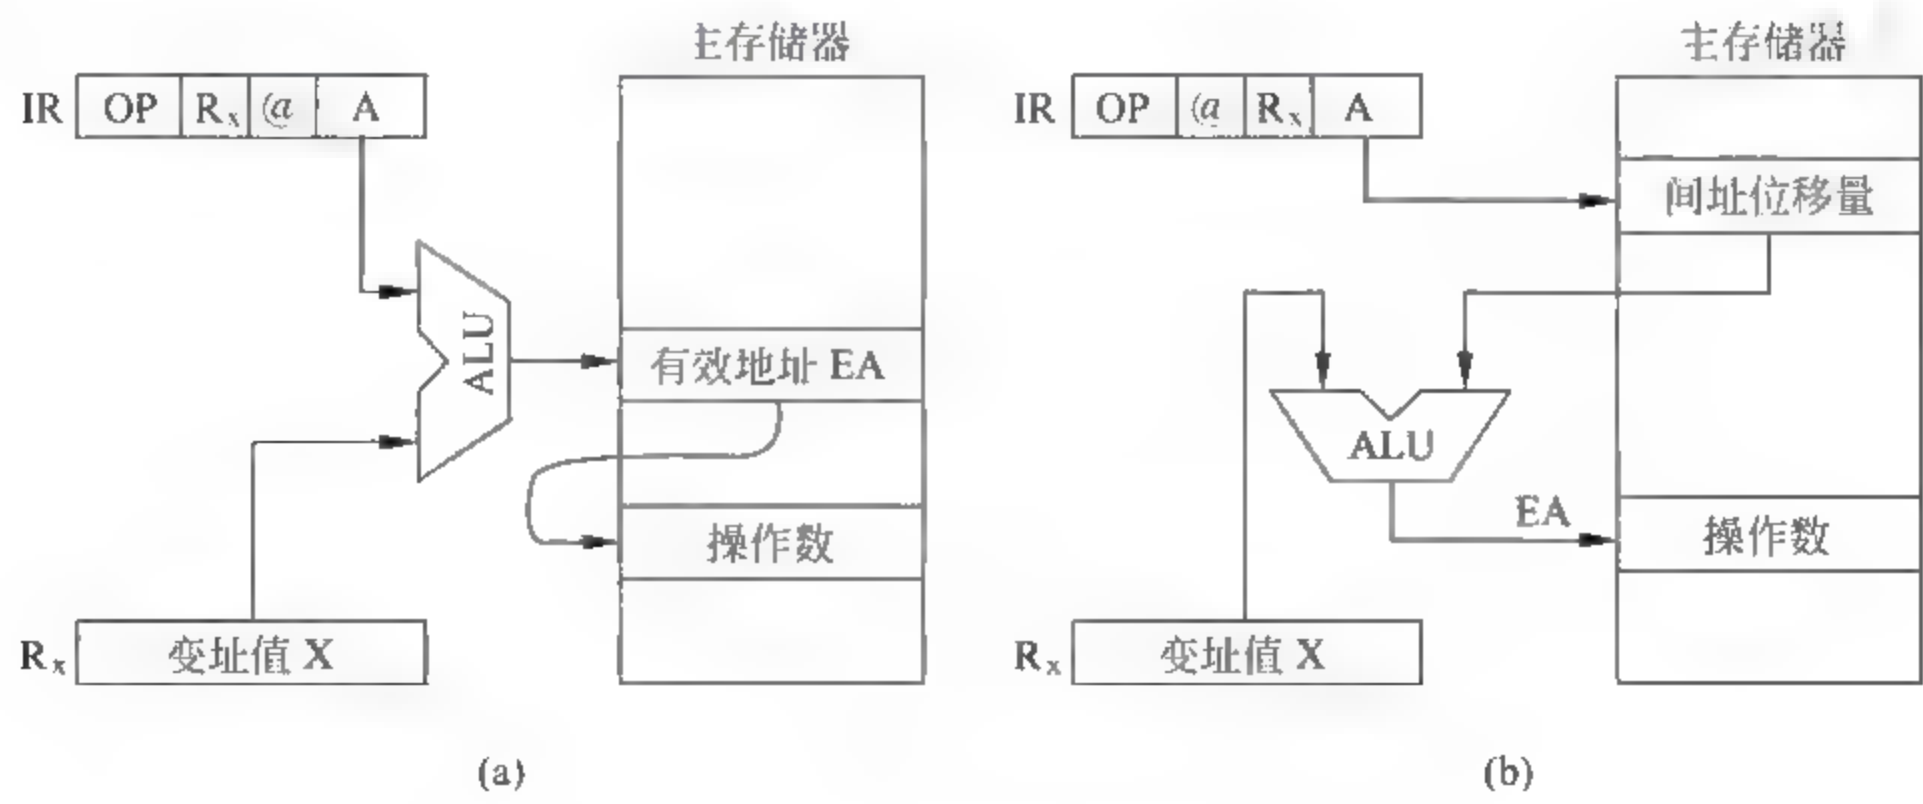 主存储器
IR OP Rx @ A
ALU
有效地址 EA
操作数
Rx 变址值 X
(a)
主存储器
IR OP @ Rx A
间址位移量
ALU
EA
操作数
Rx 变址值 X
(b)